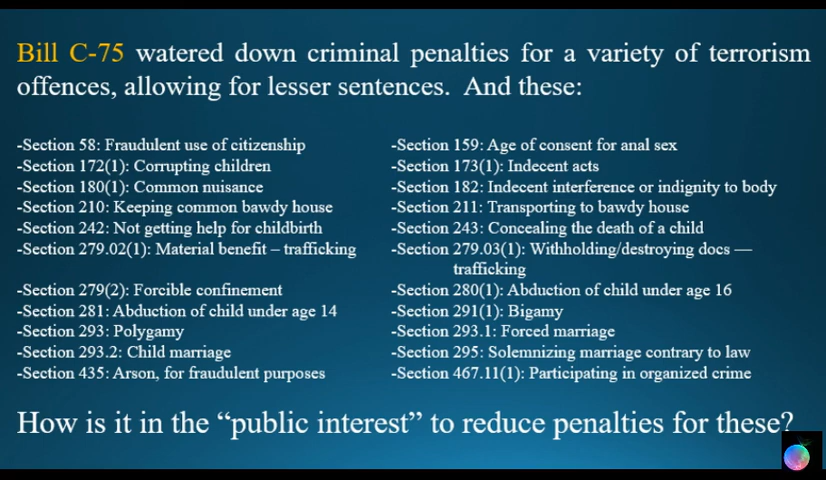 Bill C-75 watered down criminal penalties for a variety of terrorism
offences, allowing for lesser sentences. And these:
-Section 58: Fraudulent use of citizenship
-Section 172(1): Corrupting children
-Section 180(1): Common nuisance
-Section 210: Keeping common bawdy house
-Section 242: Not getting help for childbirth
-Section 279.02(1): Material benefit – trafficking
-Section 279(2): Forcible confinement
-Section 281: Abduction of child under age 14
-Section 293: Polygamy
-Section 293.2: Child marriage
-Section 435: Arson, for fraudulent purposes
-Section 159: Age of consent for anal sex
-Section 173(1): Indecent acts
-Section 182: Indecent interference or indignity to body
-Section 211: Transporting to bawdy house
-Section 243: Concealing the death of a child
-Section 279.03(1): Withholding/destroying docs —
trafficking
-Section 280(1): Abduction of child under age 16
-Section 291(1): Bigamy
-Section 293.1: Forced marriage
-Section 295: Solemnizing marriage contrary to law
-Section 467.11(1): Participating in organized crime
How is it in the “public interest” to reduce penalties for these?